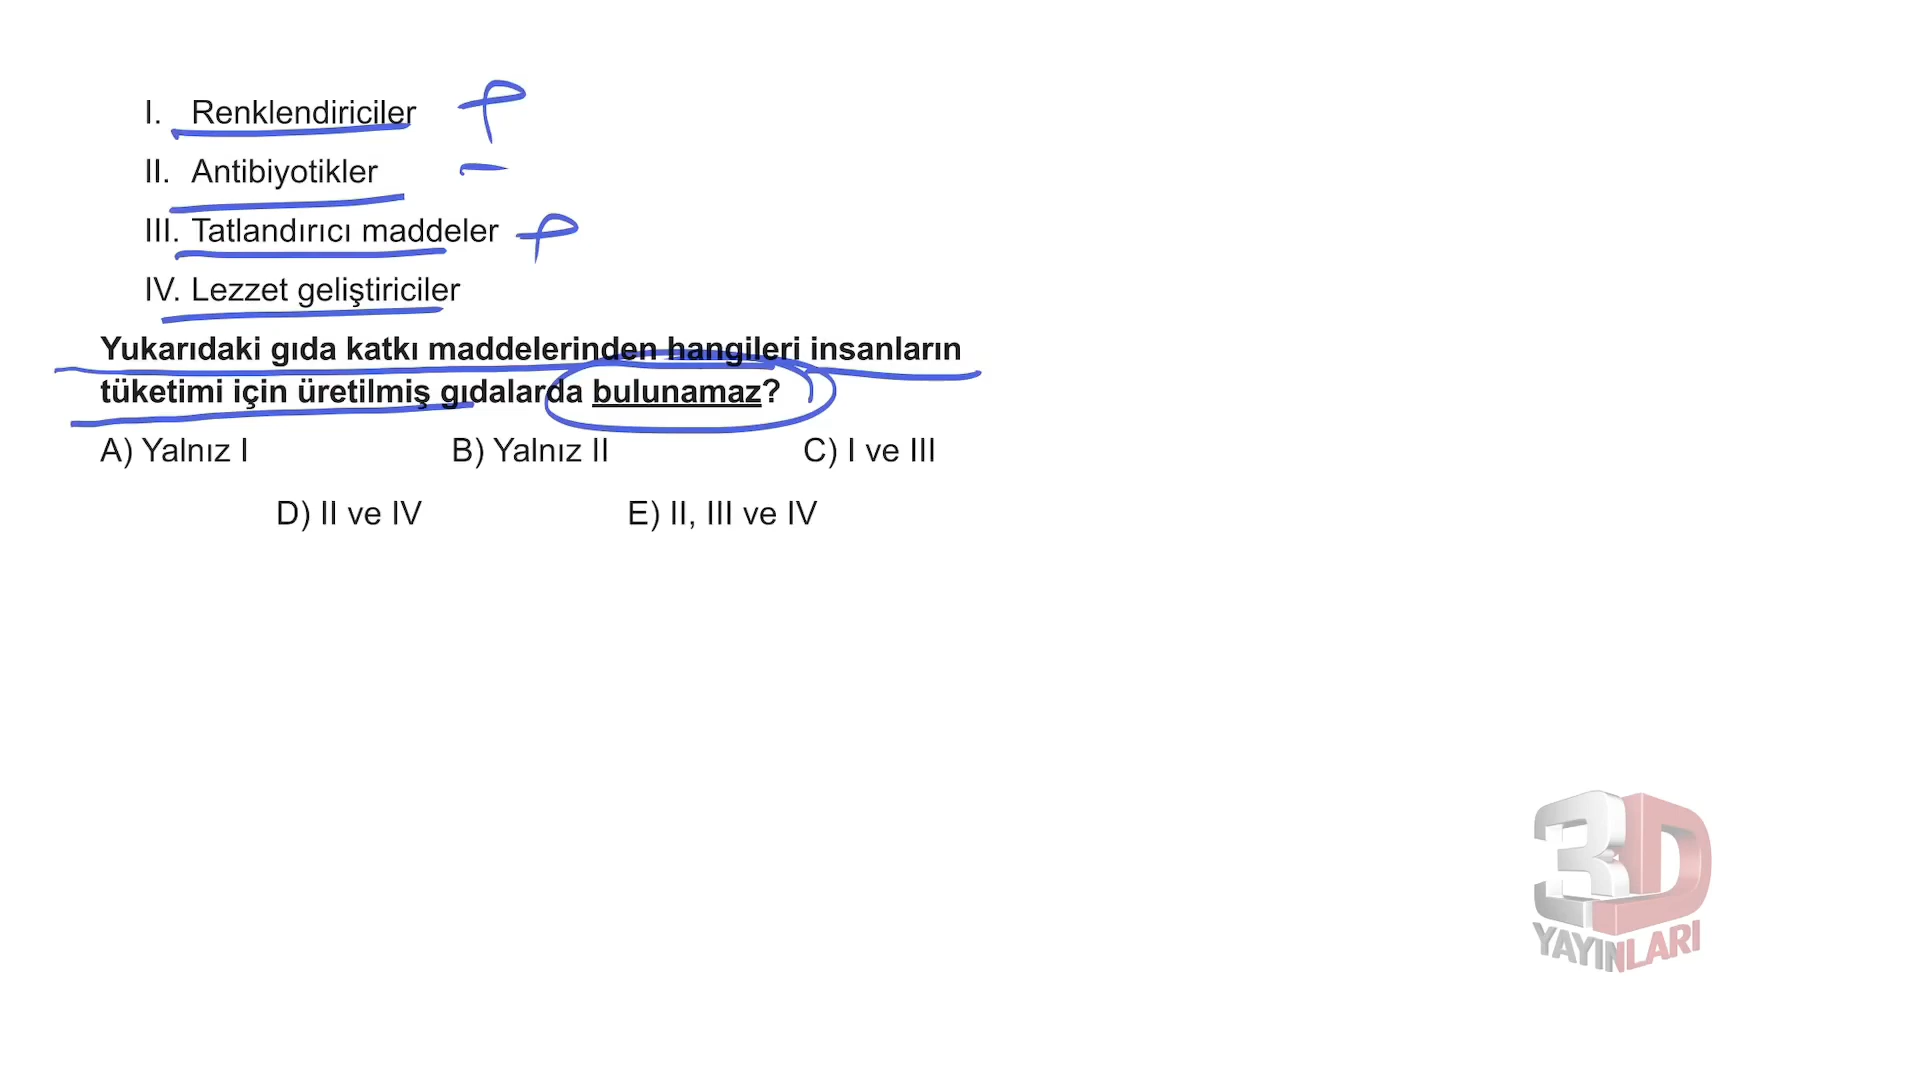 I. Renklendiriciler +
II. Antibiyotikler -
III. Tatlandırıcı maddeler +
IV. Lezzet geliştiriciler
Yukarıdaki gıda katkı maddelerinden hangileri insanların
tüketimi için üretilmiş gıdalarda bulunamaz?
A) Yalnız I B) Yalnız II C) I ve III
D) II ve IV E) II, III ve IV
3D
YAYINLARI